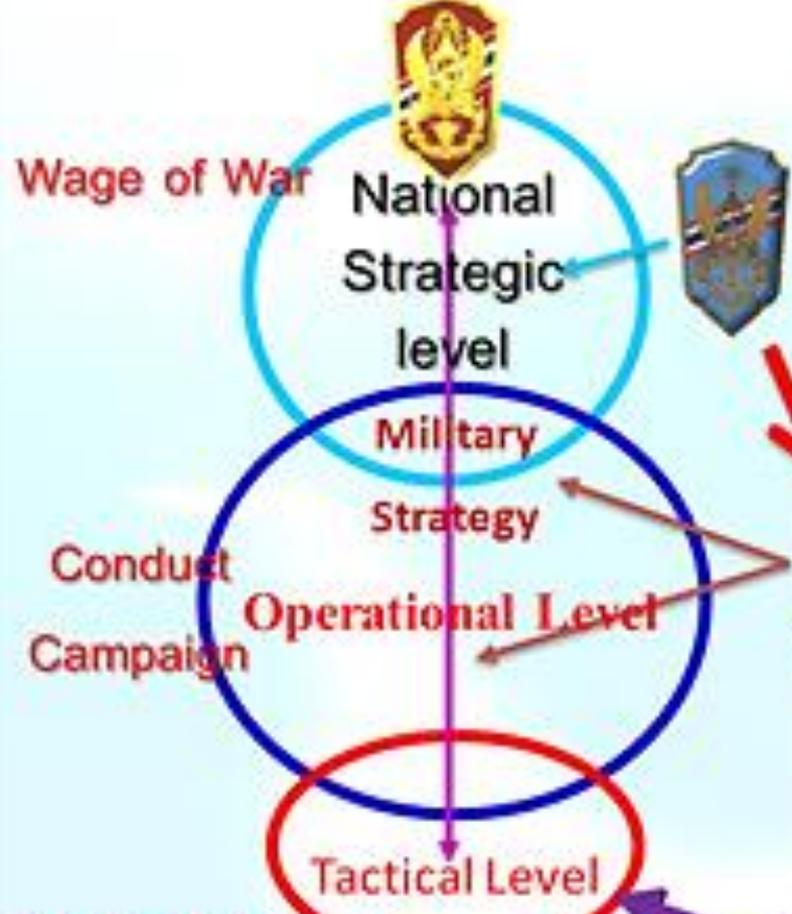 Wage of War
National
Strategic
level
Military
Strategy
Conduct
Operational Level
Campaign
Tactical Level